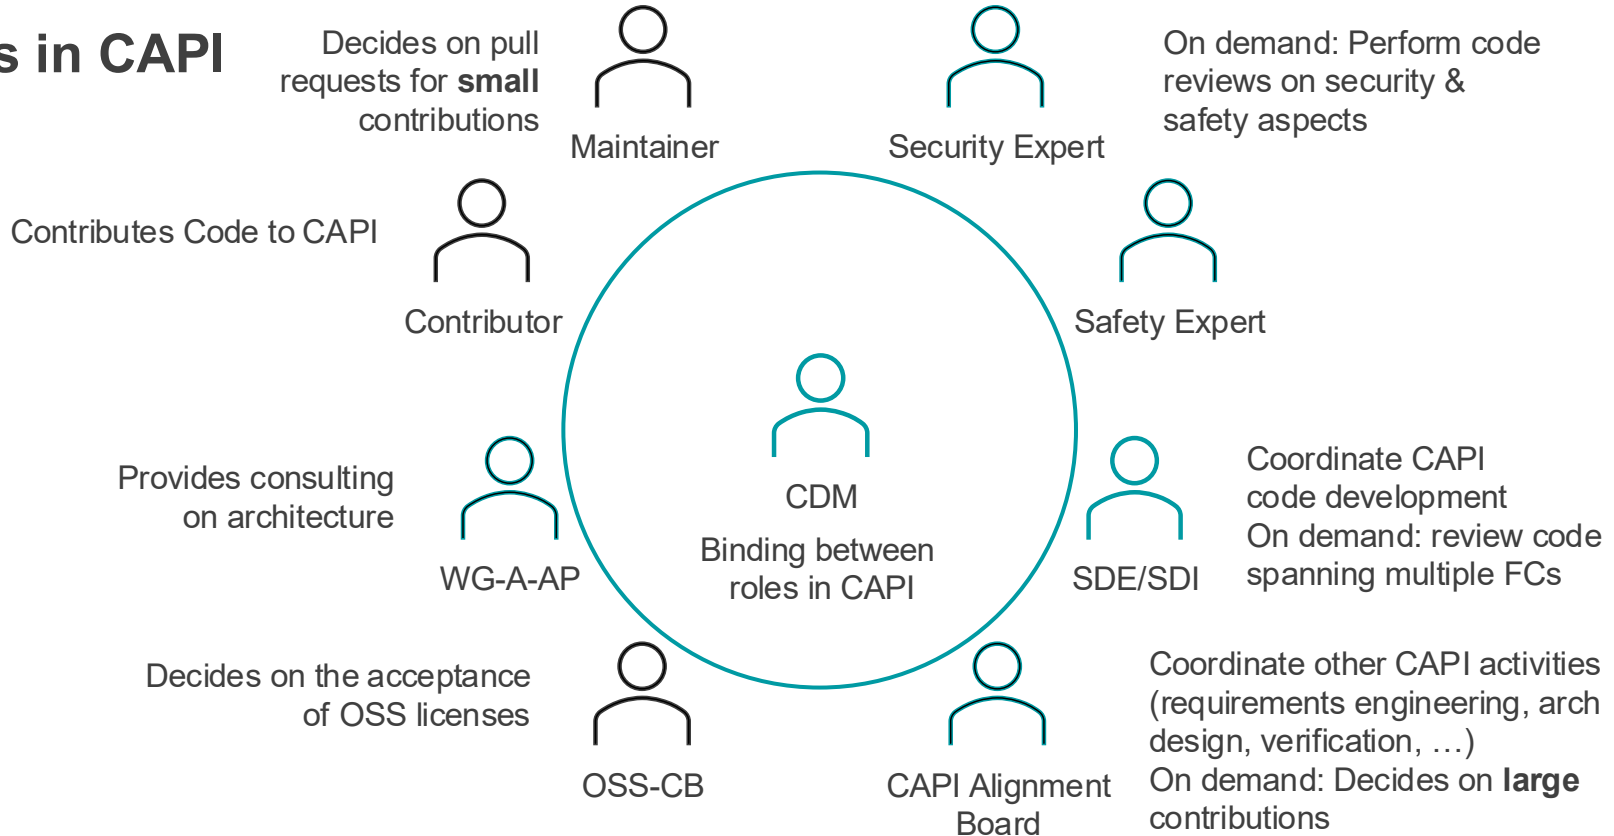 s in CAPI
Decides on pull
requests for small
contributions
Maintainer
Security Expert
On demand: Perform code
reviews on security &
safety aspects
Contributes Code to CAPI
Contributor
Safety Expert
CDM
Binding between
roles in CAPI
Provides consulting
on architecture
WG-A-AP
SDE/SDI
Coordinate CAPI
code development
On demand: review code
spanning multiple FCs
Decides on the acceptance
of OSS licenses
OSS-CB
CAPI Alignment
Board
Coordinate other CAPI activities
(requirements engineering, arch
design, verification, …)
On demand: Decides on large
contributions